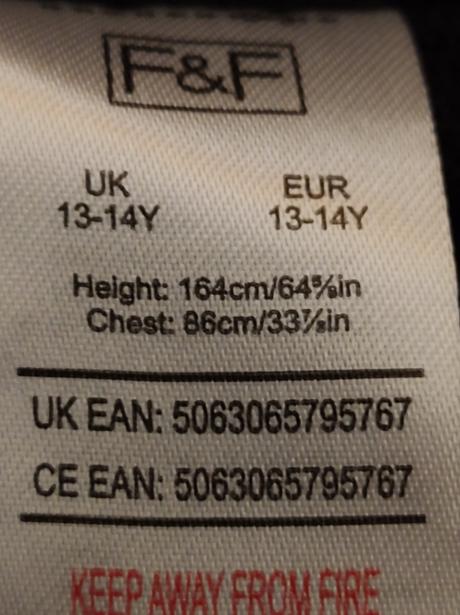 F&F
UK EUR
13-14Y 13-14Y
Height: 164cm/64⅝in
Chest: 86cm/33⅞in
UK EAN: 5063065795767
CE EAN: 5063065795767
KEEP AWAY FROM FIRE